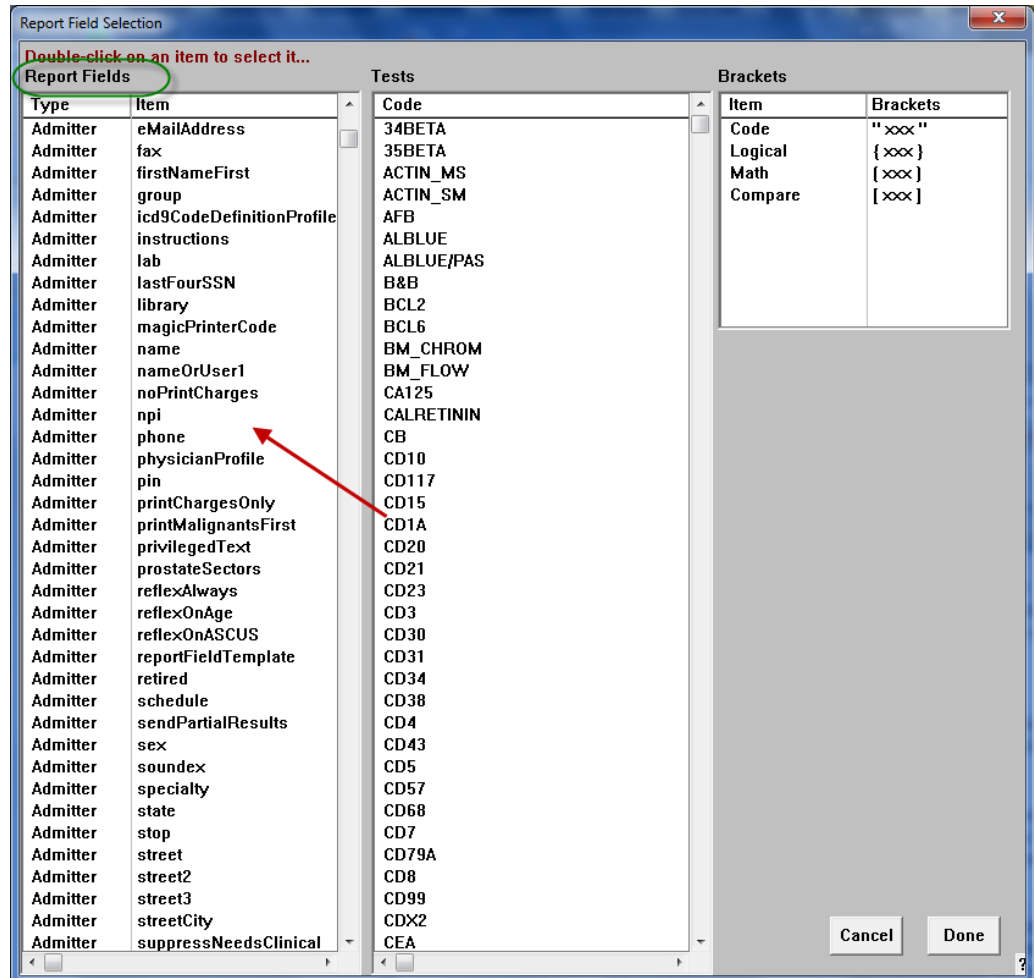 Report Field Selection
x
Double-click on an item to select it...
Report Fields
Type Item
Admitter eMailAddress
Admitter fax
Admitter firstNameFirst
Admitter group
Admitter icd9CodeDefinitionProfile
Admitter instructions
Admitter lab
Admitter lastFourSSN
Admitter library
Admitter magicPrinterCode
Admitter name
Admitter nameOrUser1
Admitter noPrintCharges
Admitter npi
Admitter phone
Admitter physicianProfile
Admitter pin
Admitter printChargesOnly
Admitter printMalignantsFirst
Admitter privilegedText
Admitter prostateSectors
Admitter reflexAlways
Admitter reflexOnAge
Admitter reflexOnASCUS
Admitter reportFieldTemplate
Admitter retired
Admitter schedule
Admitter sendPartialResults
Admitter sex
Admitter soundex
Admitter specialty
Admitter state
Admitter stop
Admitter street
Admitter street2
Admitter street3
Admitter streetCity
Admitter suppressNeedsClinical
Tests
Code
34BETA
35BETA
ACTIN_MS
ACTIN_SM
AFB
ALBLUE
ALBLUE/PAS
B&B
BCL2
BCL6
BM_CHROM
BM_FLOW
CA125
CALRETININ
CB
CD10
CD117
CD15
CD1A
CD20
CD21
CD23
CD3
CD30
CD31
CD34
CD38
CD4
CD43
CD5
CD57
CD68
CD7
CD79A
CD8
CD99
CDX2
CEA
Brackets
Item Brackets
Code " xxx "
Logical { xxx }
Math [ xxx ]
Compare [ xxx ]
Cancel Done
?